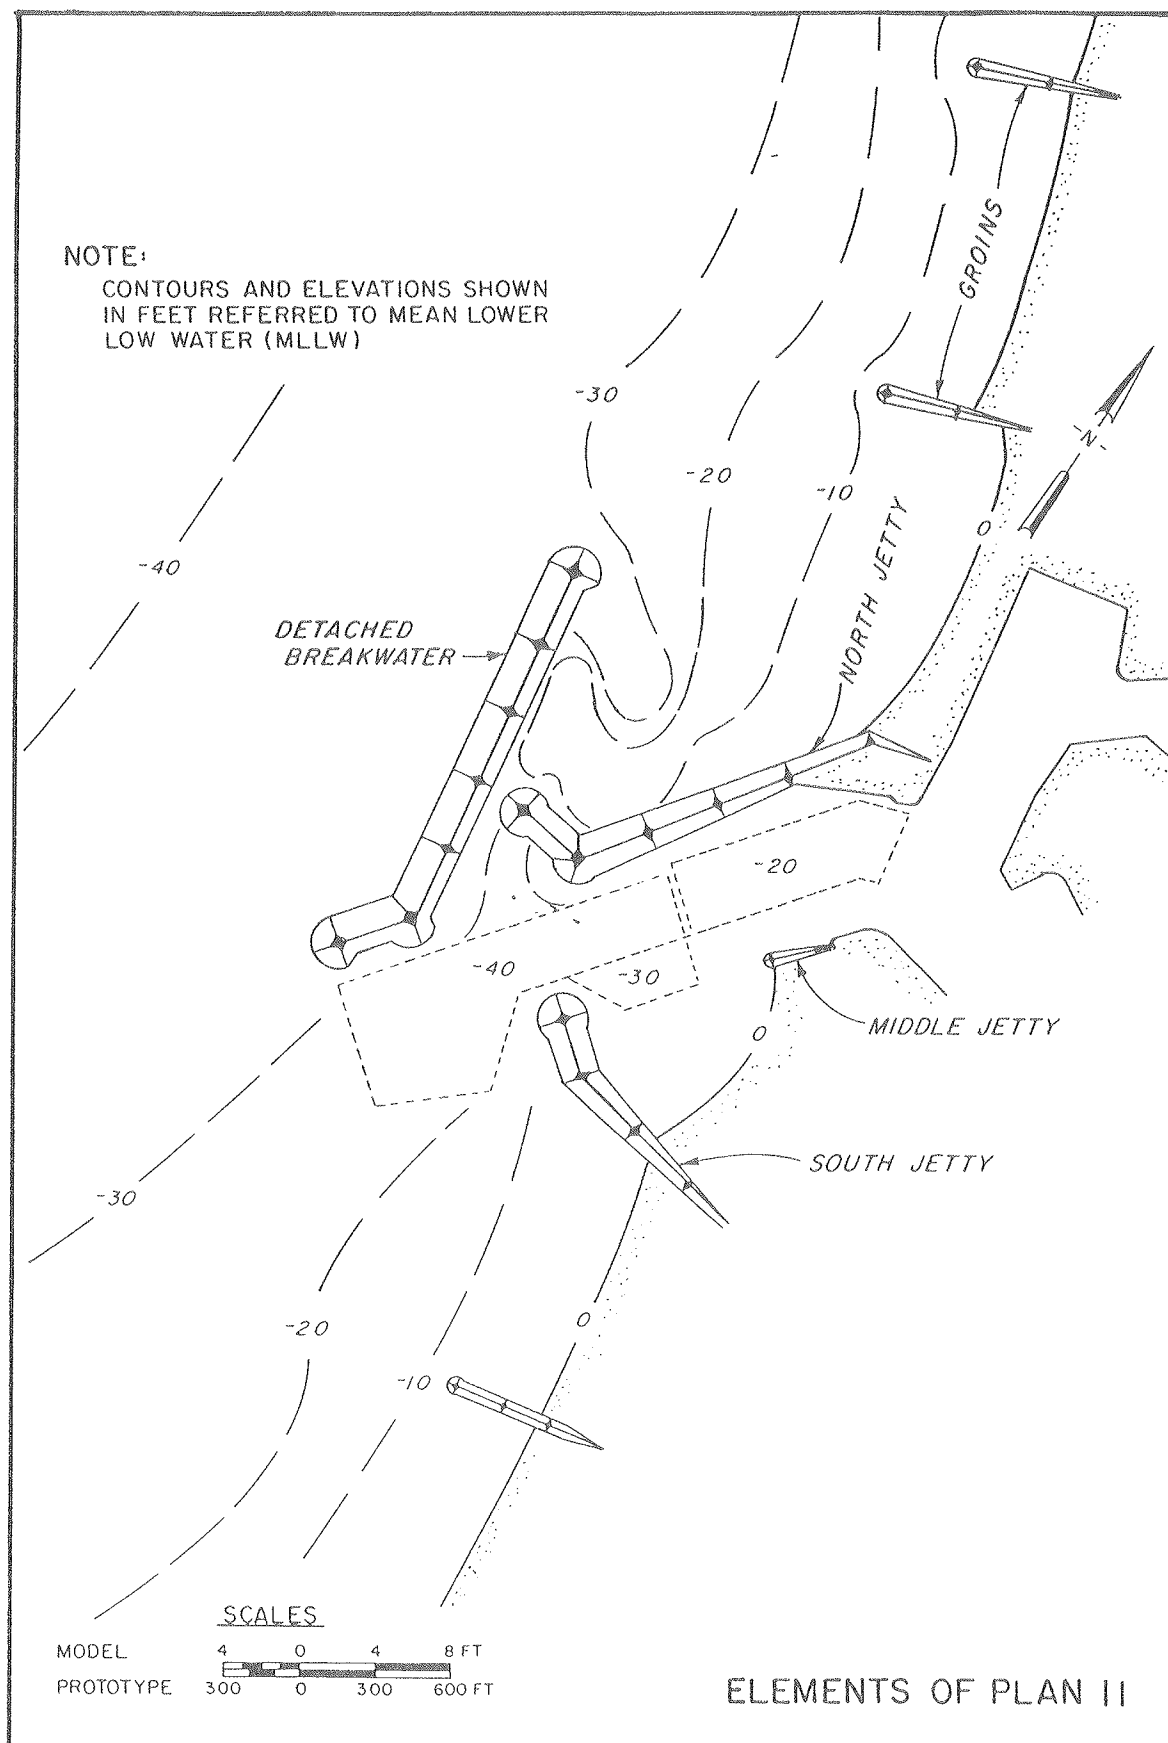 NOTE:
CONTOURS AND ELEVATIONS SHOWN
IN FEET REFERRED TO MEAN LOWER
LOW WATER (MLLW)
GROINS
-30
-20
-10
-N-
NORTH JETTY
0
-40
DETACHED
BREAKWATER
-20
-40
-30
0
MIDDLE JETTY
SOUTH JETTY
-30
-20
0
-10
SCALES
MODEL 4 0 4 8 FT
PROTOTYPE 300 0 300 600 FT
ELEMENTS OF PLAN 11